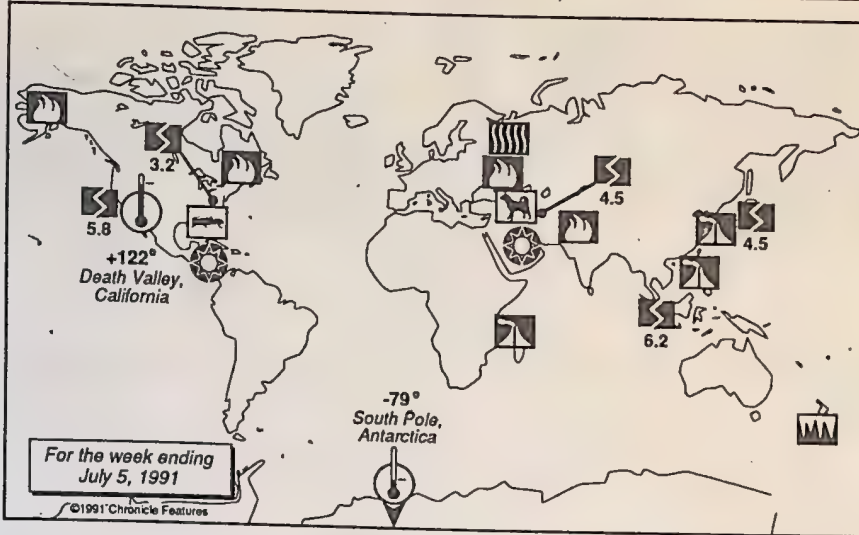 3.2
4.5
5.8
+122°
Death Valley,
California
4.5
6.2
-79°
South Pole,
Antarctica
For the week ending
July 5, 1991
©1991 Chronicle Features